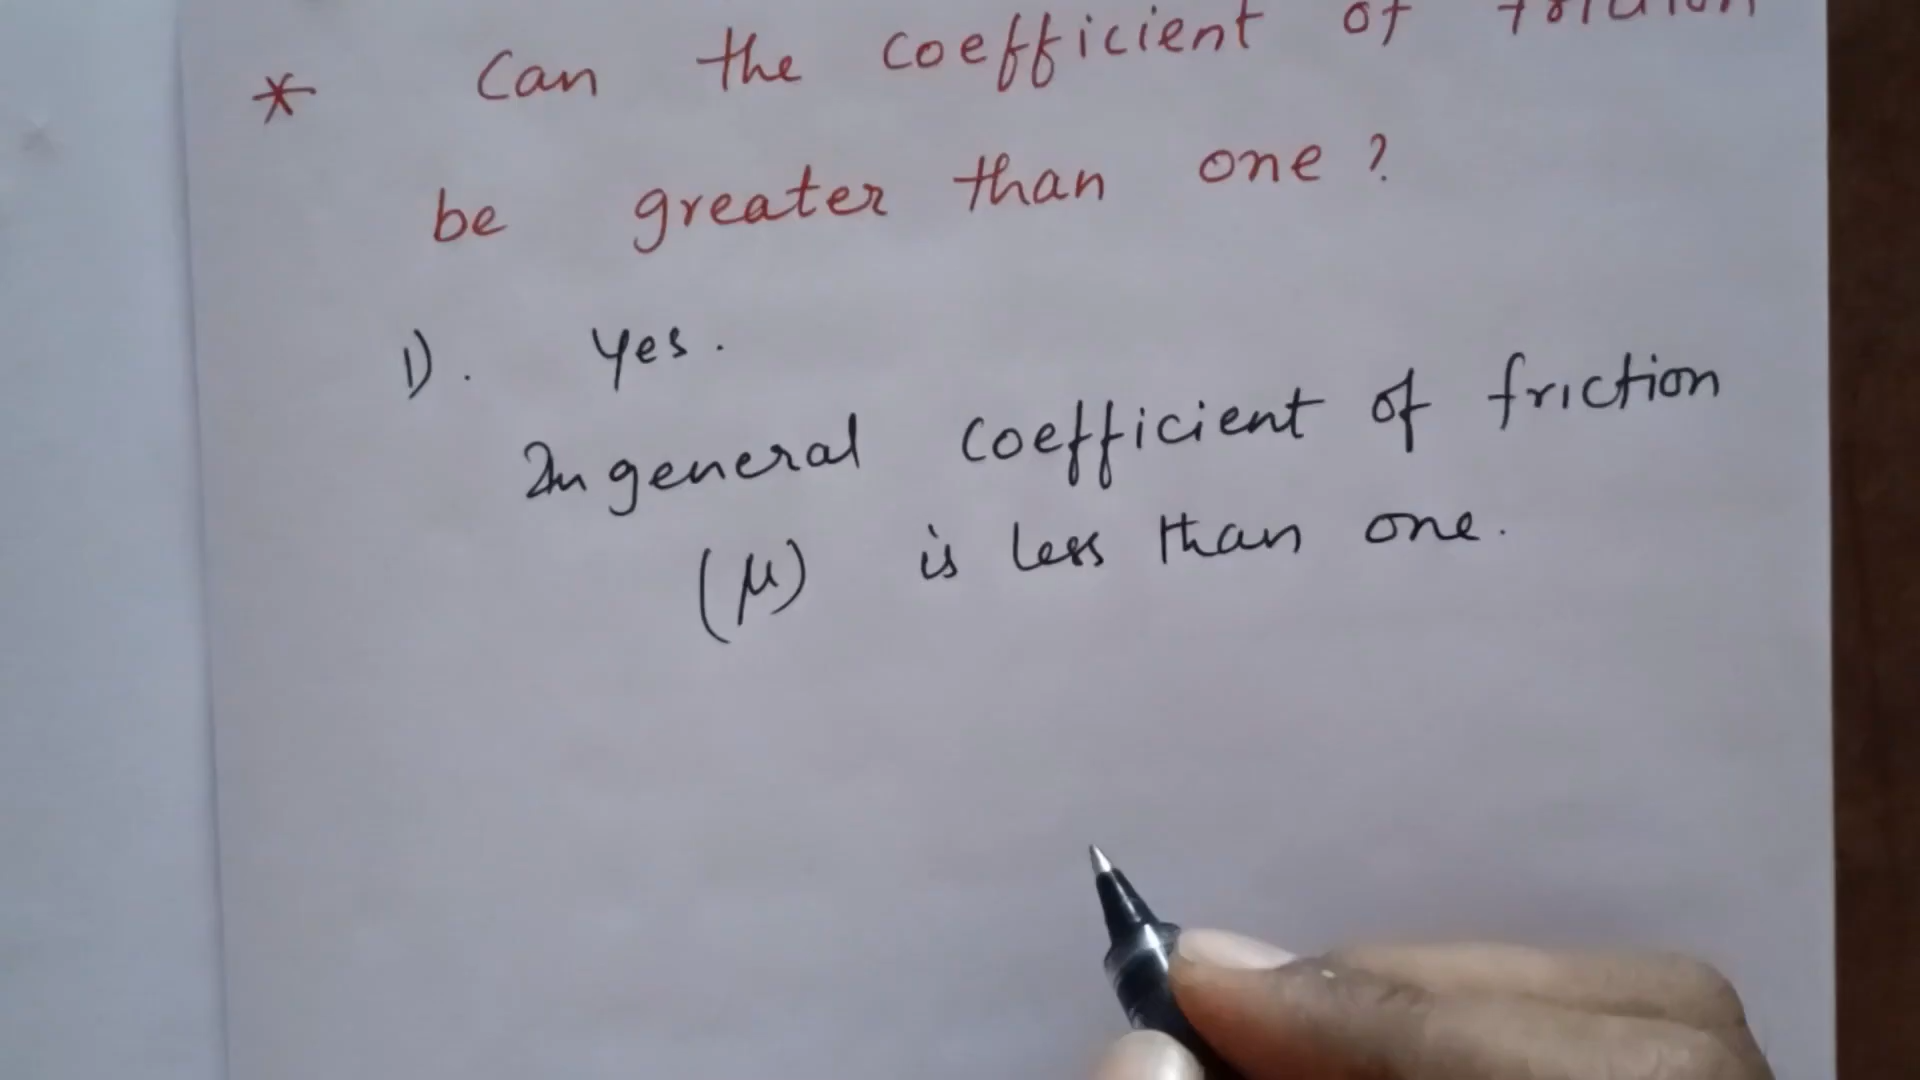 * Can the coefficient of friction
be greater than one ?
1). Yes.
In general coefficient of friction
(μ) is less than one.